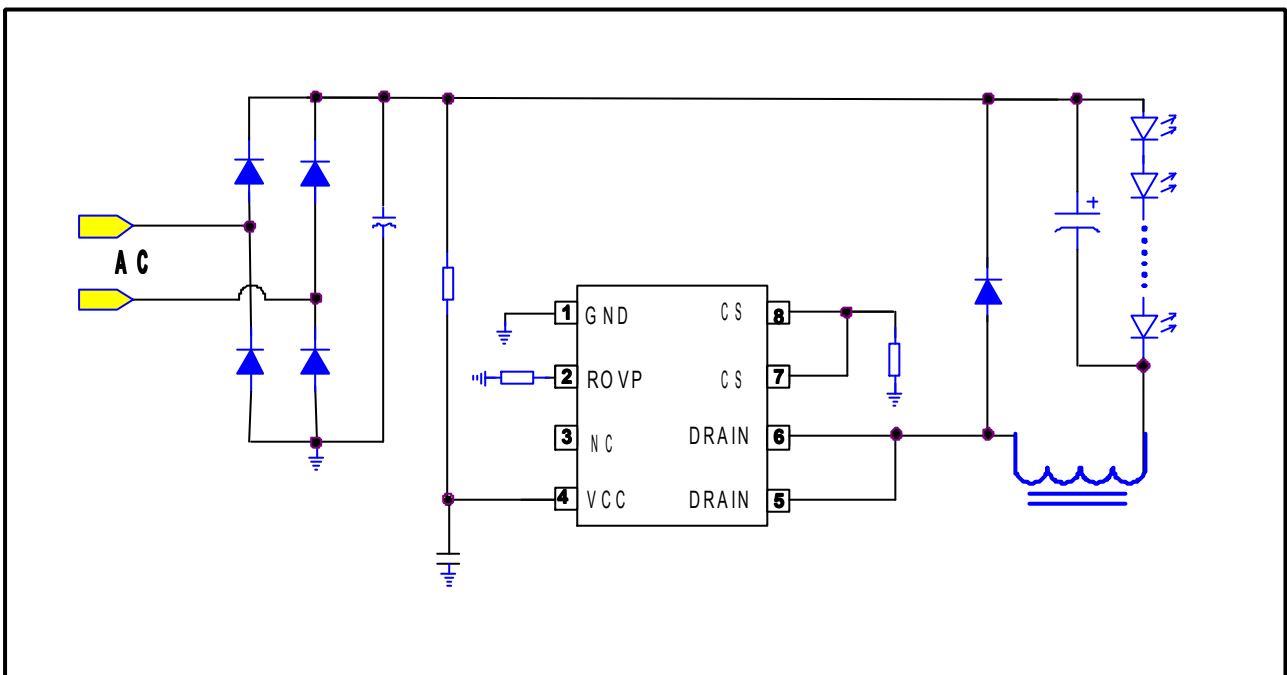 AC
1 GND CS 8
2 ROVP CS 7
3 NC DRAIN 6
4 VCC DRAIN 5
+